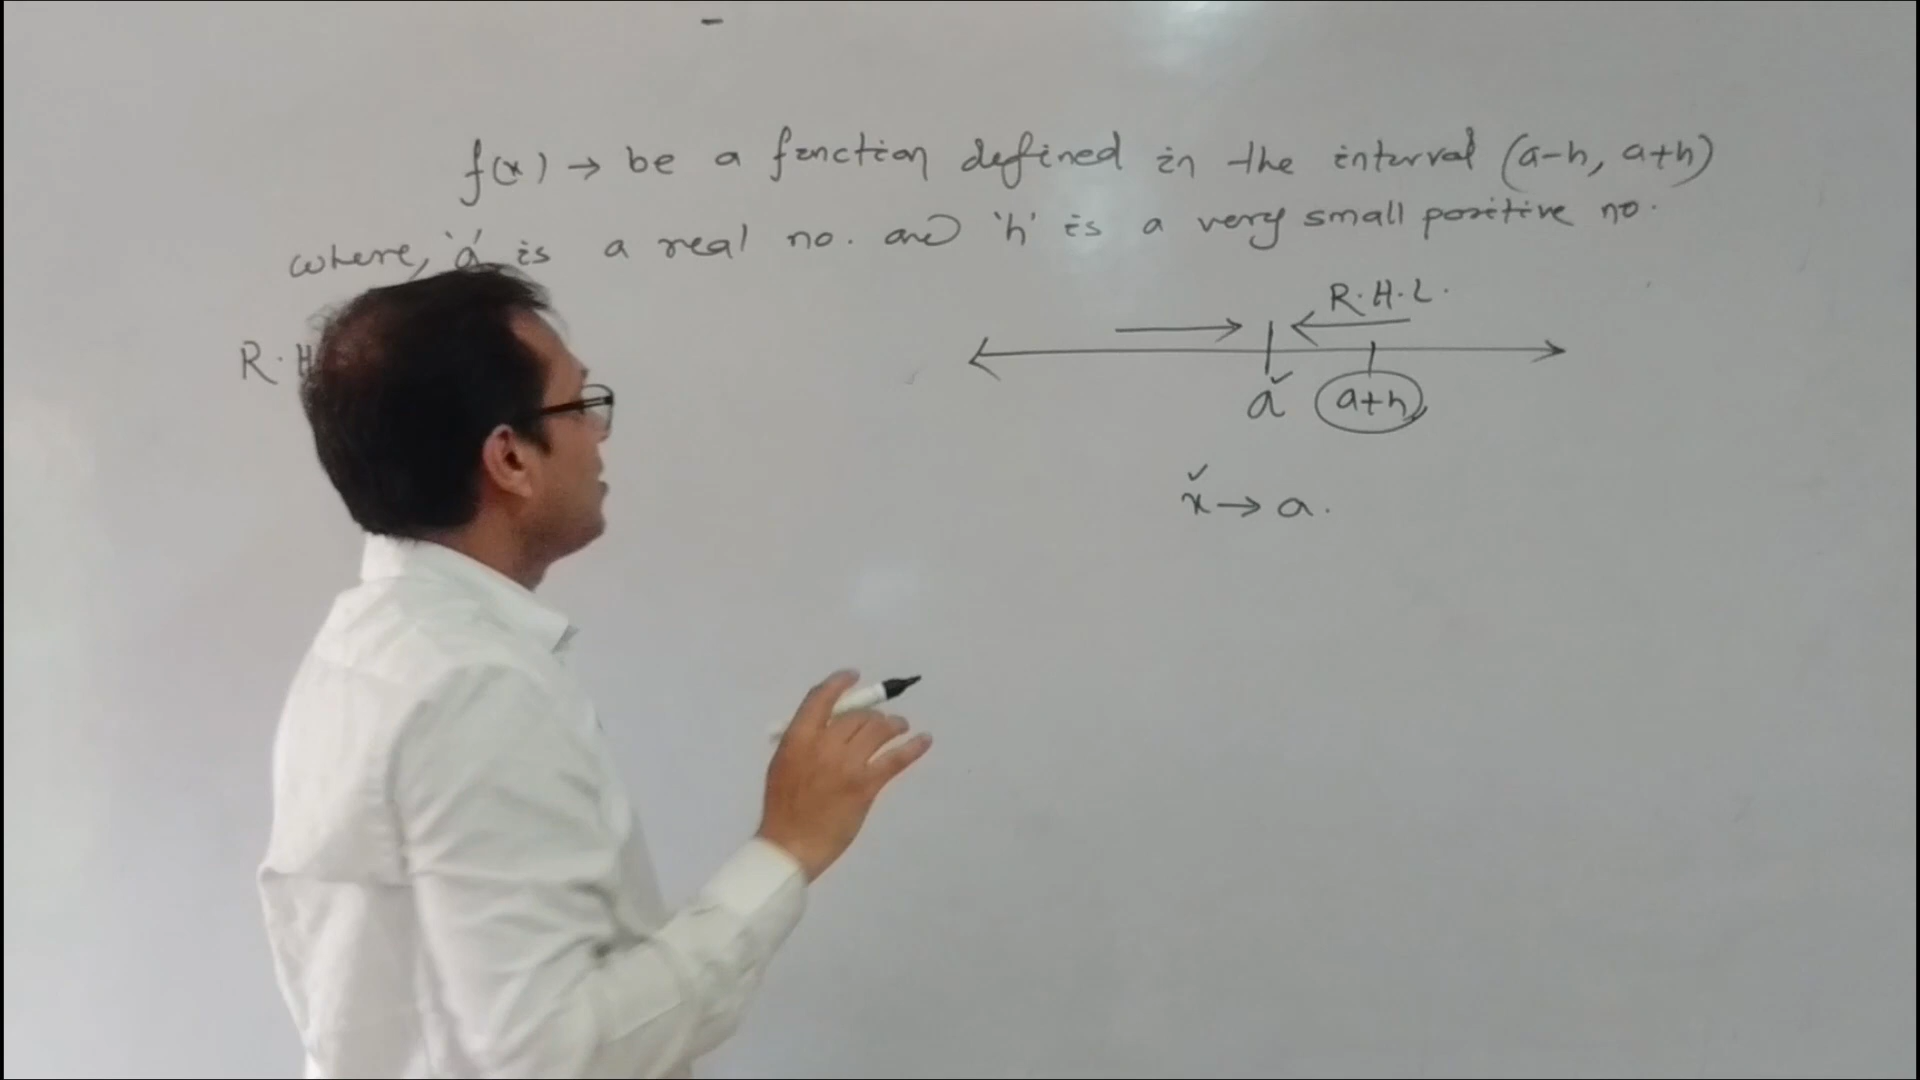 f(x) → be a function defined in the interval (a-h, a+h)
where, 'a' is a real no. and 'h' is a very small positive no.
R.H.L.
R.H
a a+h
x → a.